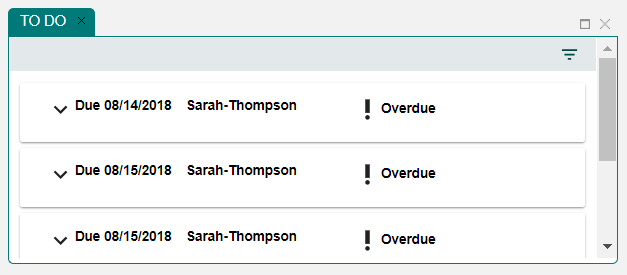 TO DO
Due 08/14/2018 Sarah-Thompson Overdue
Due 08/15/2018 Sarah-Thompson Overdue
Due 08/15/2018 Sarah-Thompson Overdue